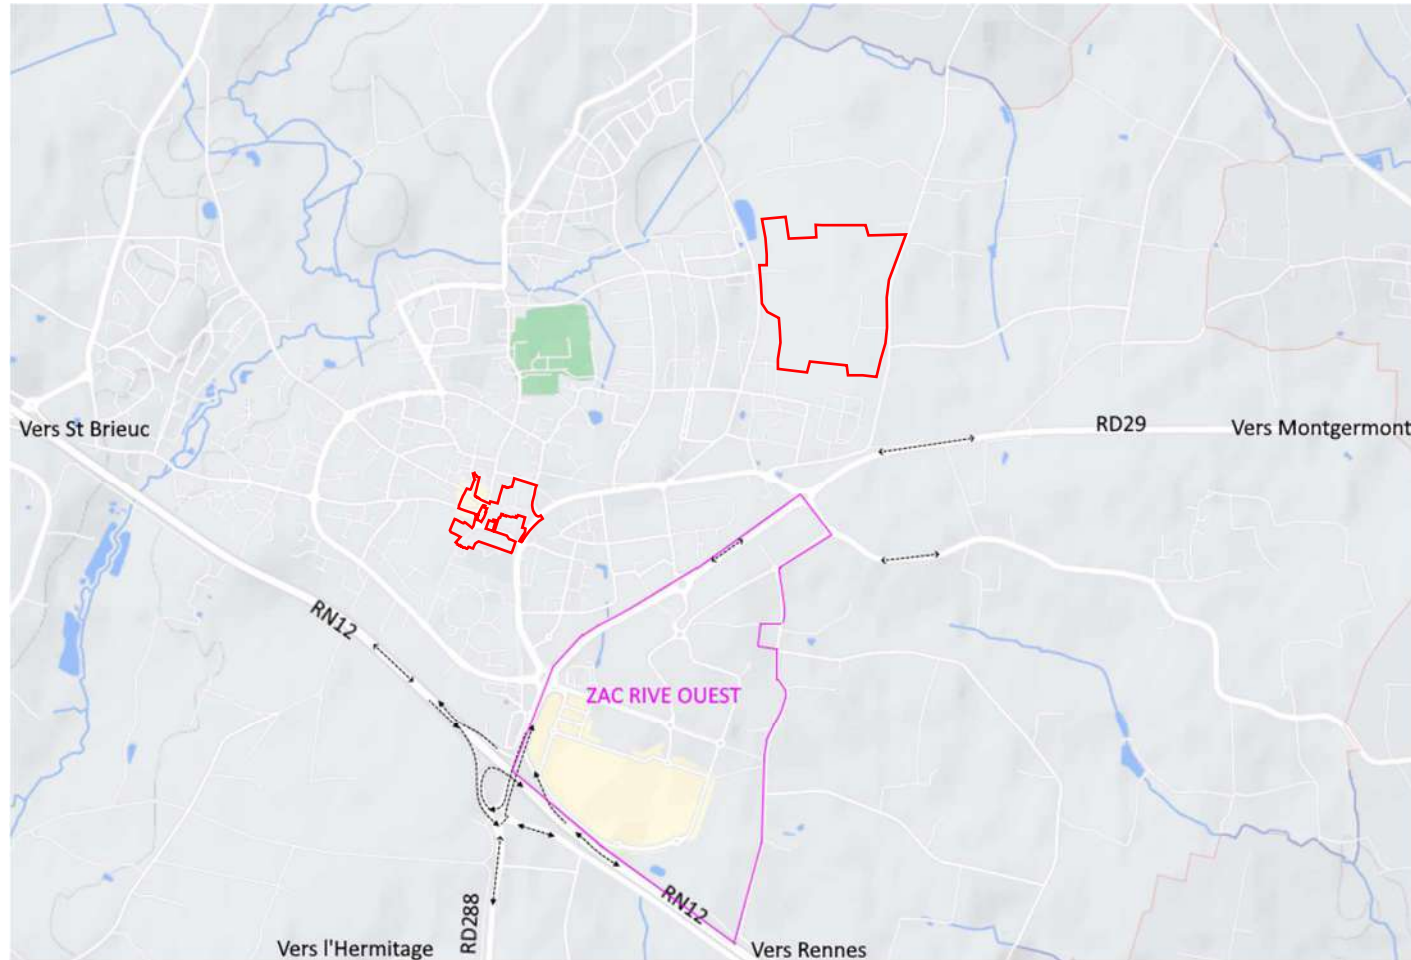 Vers St Brieuc
RD29
Vers Montgermont
RN12
ZAC RIVE OUEST
RN12
RD288
Vers l'Hermitage
Vers Rennes